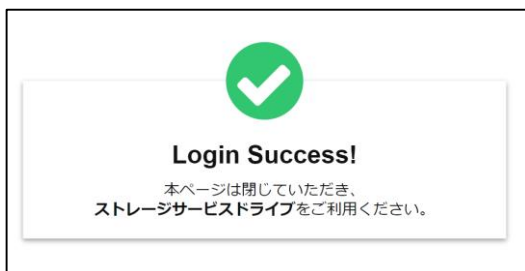 Login Success!
本ページは閉じていただき、
ストレージサービスドライブをご利用ください。